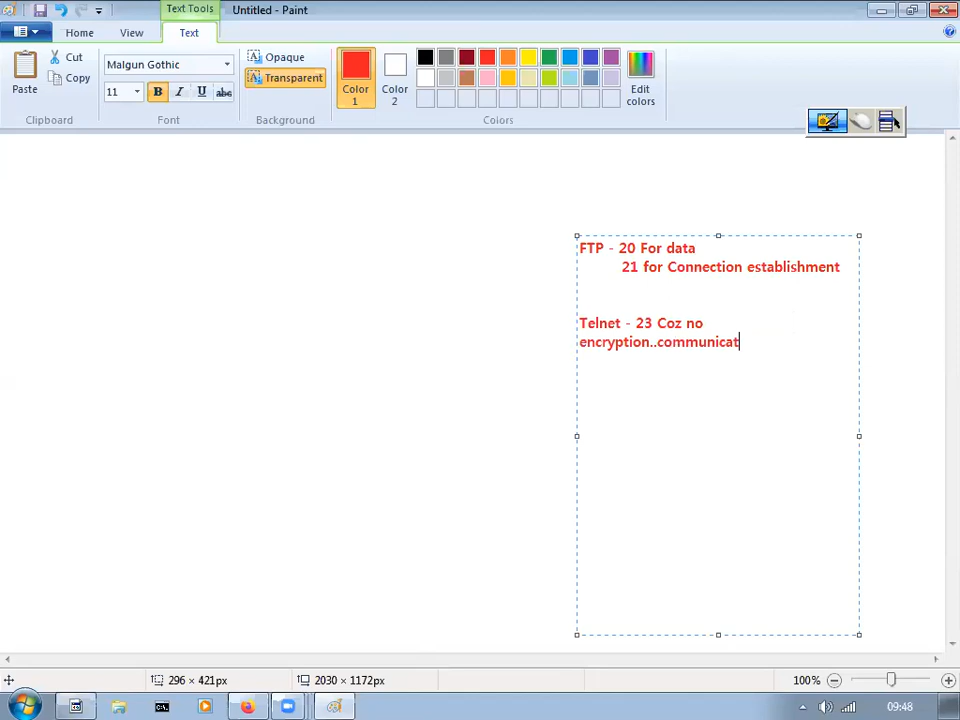 Text Tools
Untitled - Paint
Home
View
Text
Paste
Cut
Copy
Clipboard
Malgun Gothic
11
B I U abc
Font
Opaque
Transparent
Background
Color 1
Color 2
Edit colors
Colors
FTP - 20 For data
21 for Connection establishment
Telnet - 23 Coz no
encryption..communicat
296 × 421px
2030 × 1172px
100%
09:48